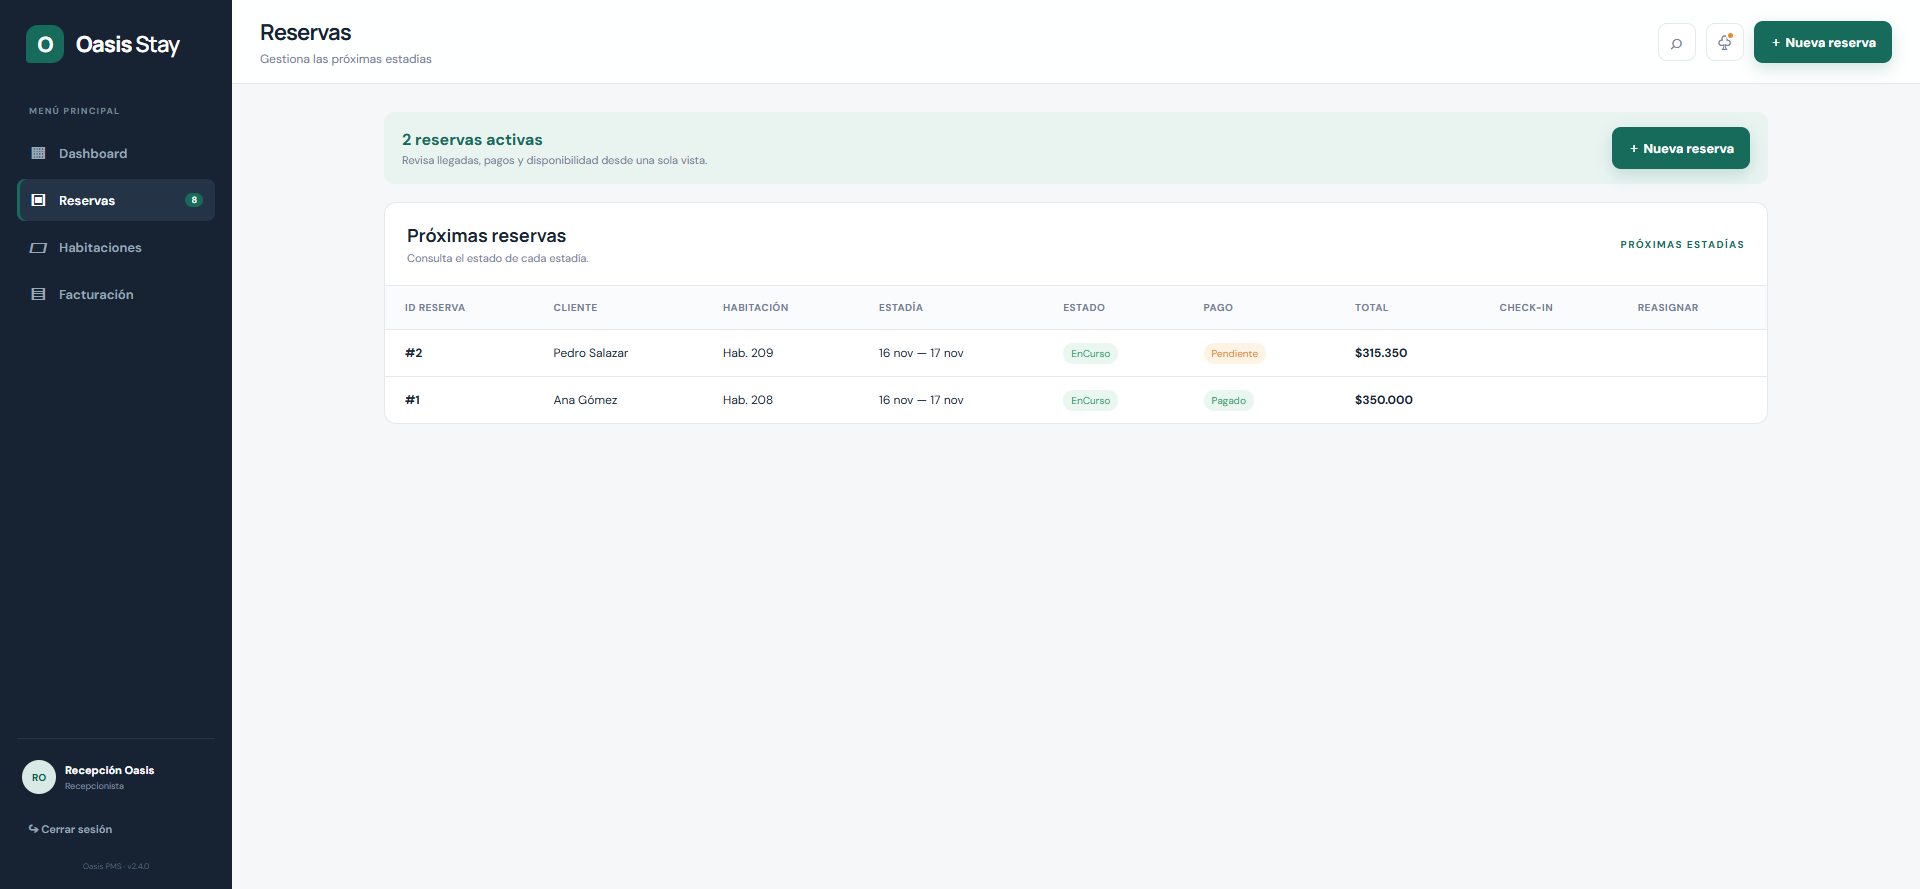 O Oasis Stay
MENÚ PRINCIPAL
Dashboard
Reservas 8
Habitaciones
Facturación
RO Recepción Oasis
Recepcionista
Cerrar sesión
Oasis PMS · v2.4.0
Reservas
Gestiona las próximas estadías
+ Nueva reserva
2 reservas activas
Revisa llegadas, pagos y disponibilidad desde una sola vista.
+ Nueva reserva
Próximas reservas
Consulta el estado de cada estadía.
PRÓXIMAS ESTADÍAS
ID RESERVA CLIENTE HABITACIÓN ESTADÍA ESTADO PAGO TOTAL CHECK-IN REASIGNAR
#2 Pedro Salazar Hab. 209 16 nov — 17 nov EnCurso Pendiente $315.350
#1 Ana Gómez Hab. 208 16 nov — 17 nov EnCurso Pagado $350.000